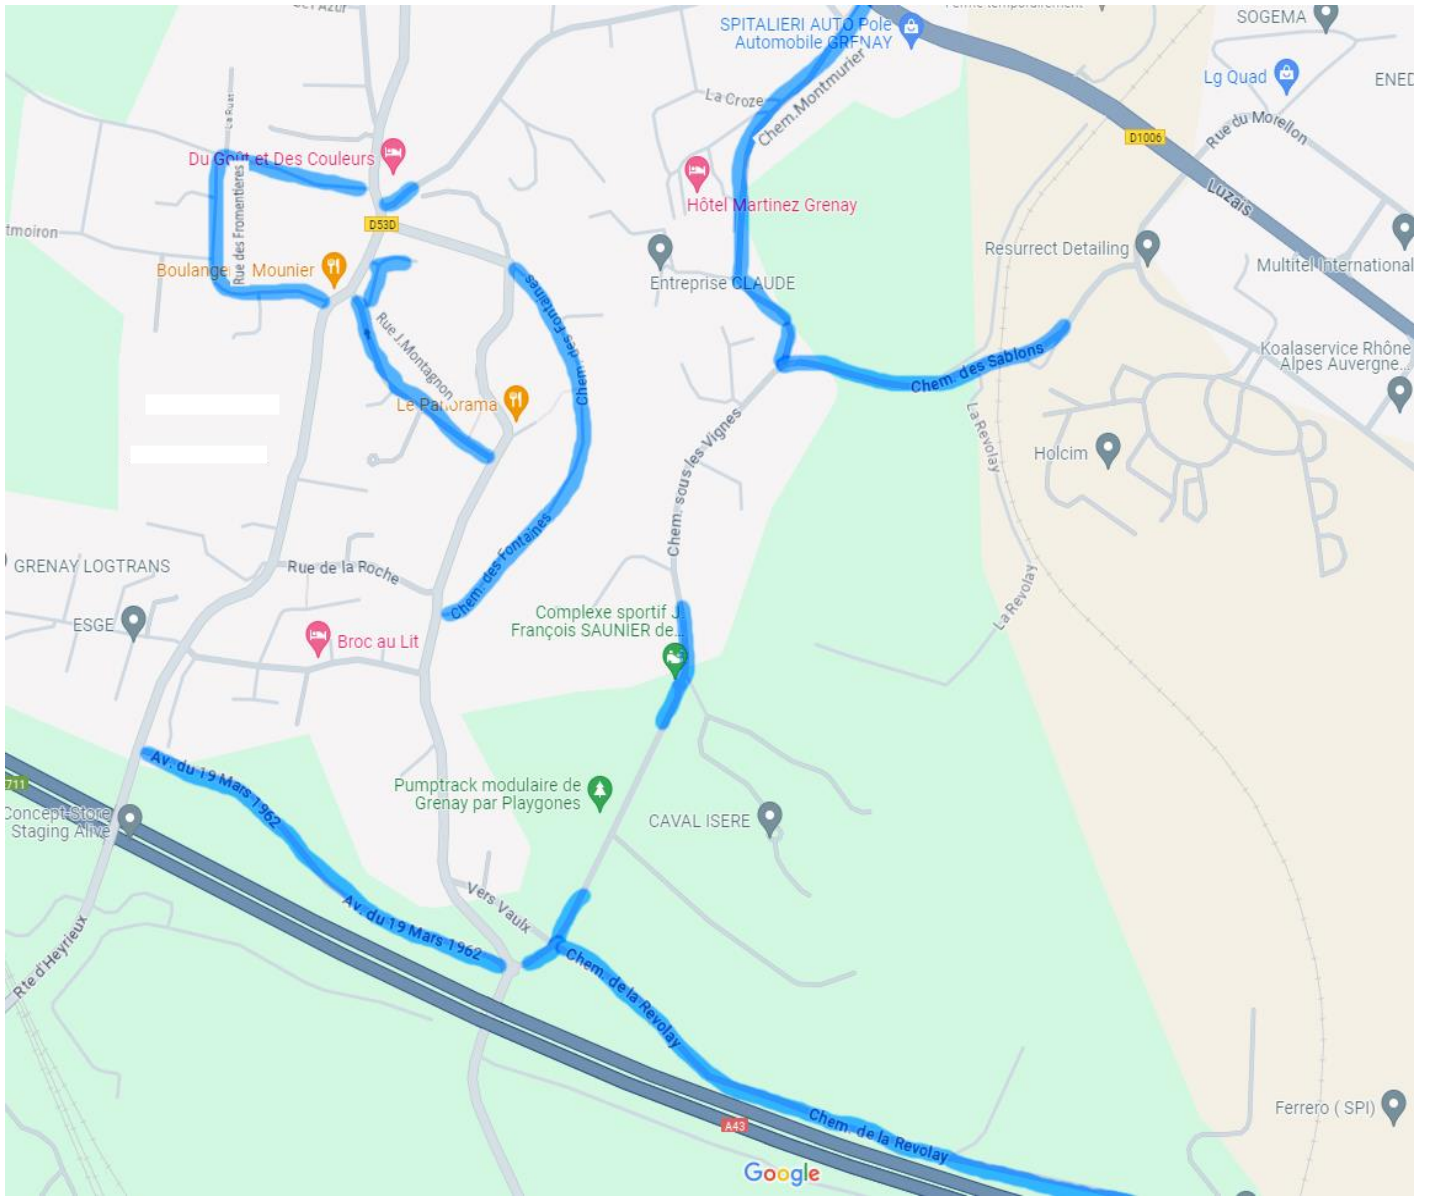 SPITALIERI AUTO Pole
Automobile GRENAY
SOGEMA
Lg Quad
La Croze
Chem. Montmurier
D1006
Rue du Morellon
La Ruat
Du Goût et Des Couleurs
Rue des Fromentieres
Hôtel Martinez Grenay
Luzais
D53D
Resurrect Detailing
Multitel International
Boulange Mounier
Entreprise CLAUDE
Chem. des Fontaines
Rue J.Montagnon
Koalaservice Rhône
Alpes Auvergne...
Chem. des Sablons
Le Panorama
Chem. sous les Vignes
La Revolay
Holcim
Chem. des Fontaines
GRENAY LOGTRANS
Rue de la Roche
La Revolay
ESGE
Complexe sportif J.
François SAUNIER de...
Broc au Lit
Av. du 19 Mars 1962
711
Pumptrack modulaire de
Grenay par Playgones
Concept-Store
Staging Alive
CAVAL ISERE
Vers Vaulx
Av. du 19 Mars 1962
Rte d'Heyrieux
Chem. de la Revolay
Ferrero ( SPI)
A43
Chem. de la Revolay
Google